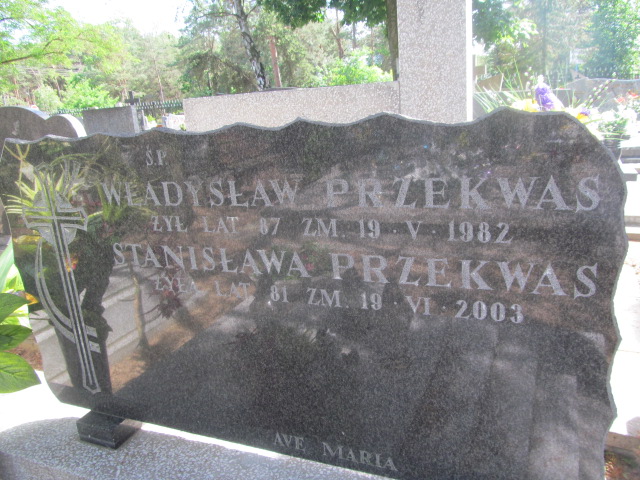 Ś.P.
WŁADYSŁAW PRZEKWAS
ŻYŁ LAT 87 ZM. 19 · V · 1982
STANISŁAWA PRZEKWAS
ŻYŁA LAT 81 ZM. 19 · VI · 2003
AVE MARIA